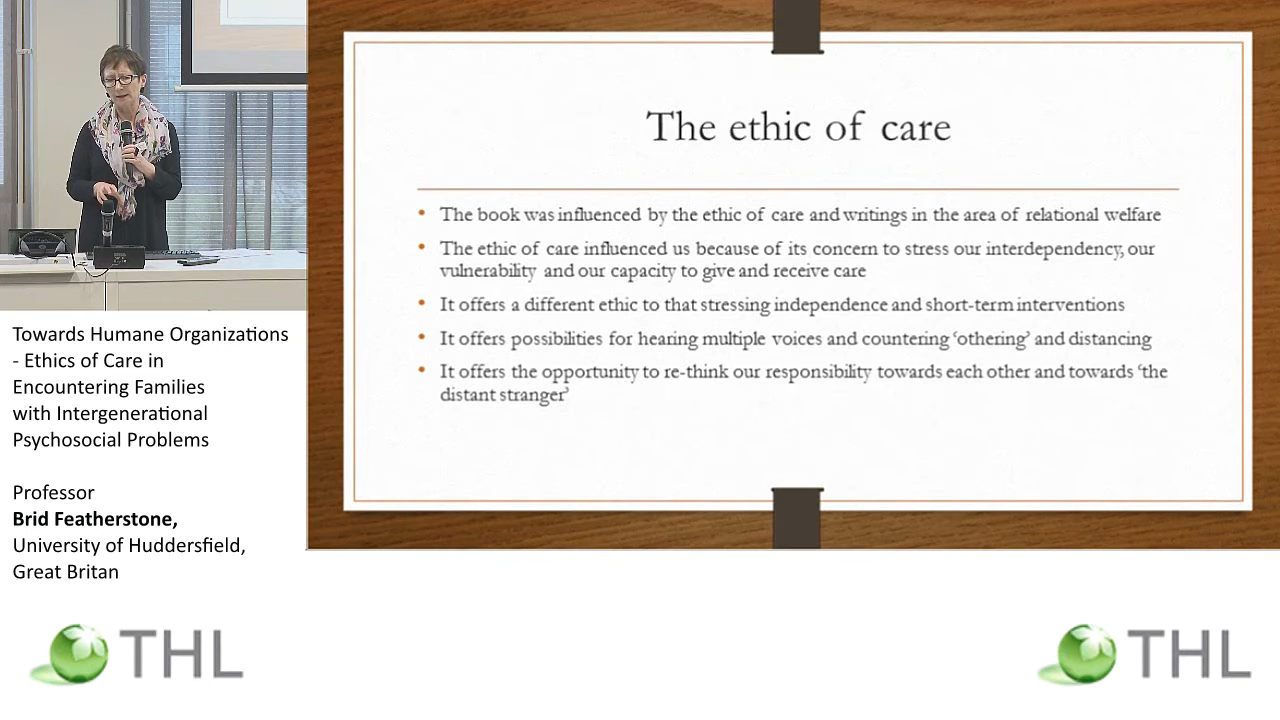 The ethic of care
• The book was influenced by the ethic of care and writings in the area of relational welfare
• The ethic of care influenced us because of its concern to stress our interdependency, our
vulnerability and our capacity to give and receive care
• It offers a different ethic to that stressing independence and short-term interventions
• It offers possibilities for hearing multiple voices and countering ‘othering’ and distancing
• It offers the opportunity to re-think our responsibility towards each other and towards ‘the
distant stranger’
Towards Humane Organizations
- Ethics of Care in
Encountering Families
with Intergenerational
Psychosocial Problems
Professor
Brid Featherstone,
University of Huddersfield,
Great Britan
THL
THL